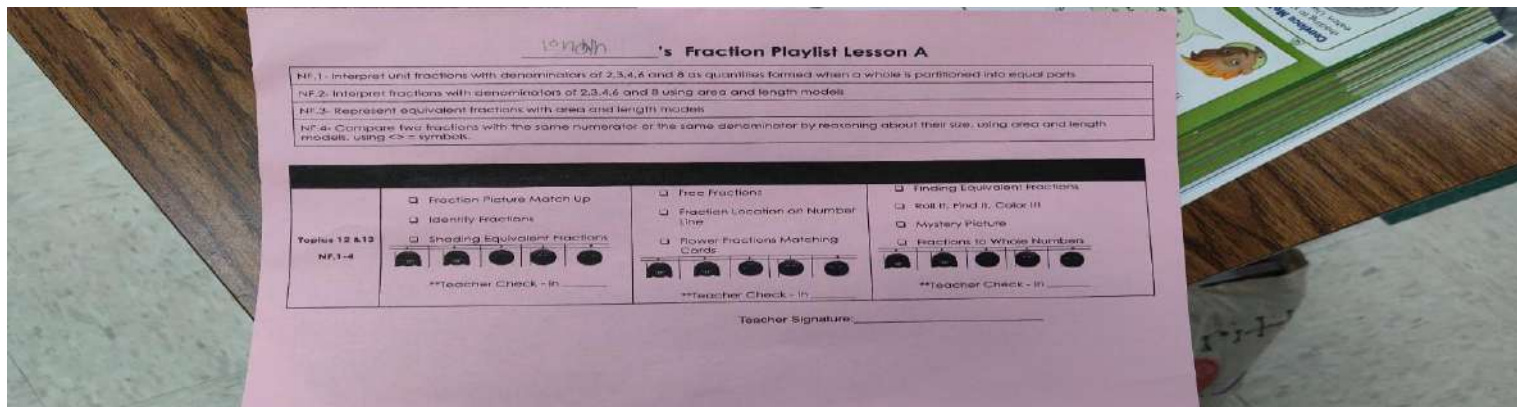 London 's Fraction Playlist Lesson A
NF.1- Interpret unit fractions with denominators of 2,3,4,6 and 8 as quantities formed when a whole is partitioned into equal parts
NF.2- Interpret fractions with denominators of 2,3,4,6 and 8 using area and length models
NF.3- Represent equivalent fractions with area and length models
NF.4- Compare two fractions with the same numerator or the same denominator by reasoning about their size, using area and length
models, using <> = symbols.
Topics 12 &13
NF.1-4
Fraction Picture Match Up
Identify Fractions
Shading Equivalent Fractions
**Teacher Check - In
Free Fractions
Fraction Location on Number
Line
Flower Fractions Matching
Cards
**Teacher Check - In
Finding Equivalent Fractions
Roll It, Find It, Color It!
Mystery Picture
Fractions to Whole Numbers
**Teacher Check - In
Teacher Signature: